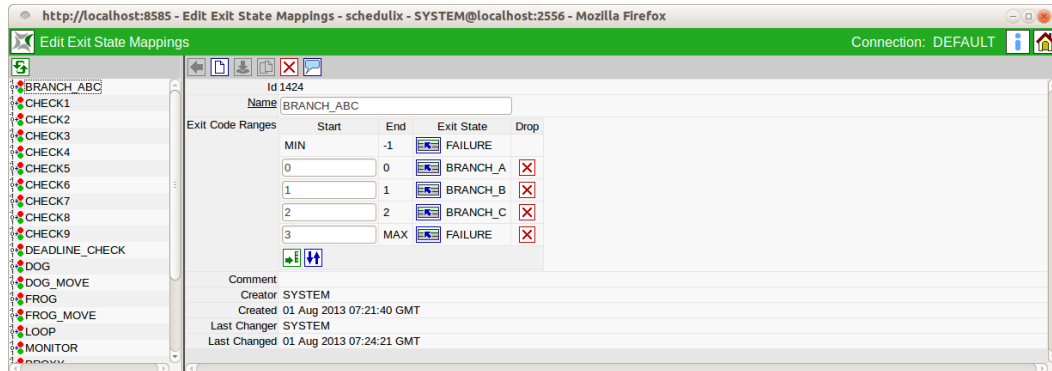 http://localhost:8585 - Edit Exit State Mappings - schedulix - SYSTEM@localhost:2556 - Mozilla Firefox
Edit Exit State Mappings Connection: DEFAULT
BRANCH_ABC
CHECK1
CHECK2
CHECK3
CHECK4
CHECK5
CHECK6
CHECK7
CHECK8
CHECK9
DEADLINE_CHECK
DOG
DOG_MOVE
FROG
FROG_MOVE
LOOP
MONITOR
Id 1424
Name BRANCH_ABC
Exit Code Ranges Start End Exit State Drop
MIN -1 FAILURE
0 0 BRANCH_A
1 1 BRANCH_B
2 2 BRANCH_C
3 MAX FAILURE
Comment
Creator SYSTEM
Created 01 Aug 2013 07:21:40 GMT
Last Changer SYSTEM
Last Changed 01 Aug 2013 07:24:21 GMT